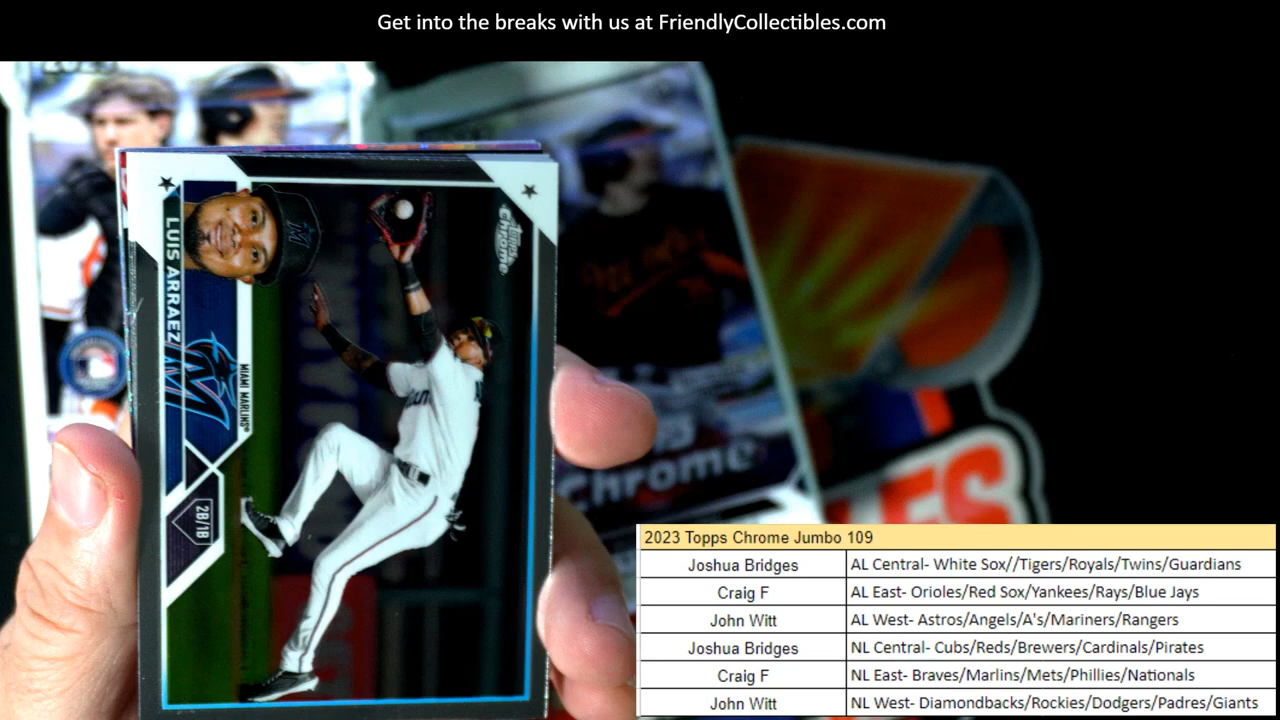 Get into the breaks with us at FriendlyCollectibles.com
Topps
Chrome
LUIS ARRAEZ
MIAMI MARLINS®
2B/1B
Chrome
2023 Topps Chrome Jumbo 109
Joshua Bridges AL Central- White Sox//Tigers/Royals/Twins/Guardians
Craig F AL East- Orioles/Red Sox/Yankees/Rays/Blue Jays
John Witt AL West- Astros/Angels/A's/Mariners/Rangers
Joshua Bridges NL Central- Cubs/Reds/Brewers/Cardinals/Pirates
Craig F NL East- Braves/Marlins/Mets/Phillies/Nationals
John Witt NL West- Diamondbacks/Rockies/Dodgers/Padres/Giants